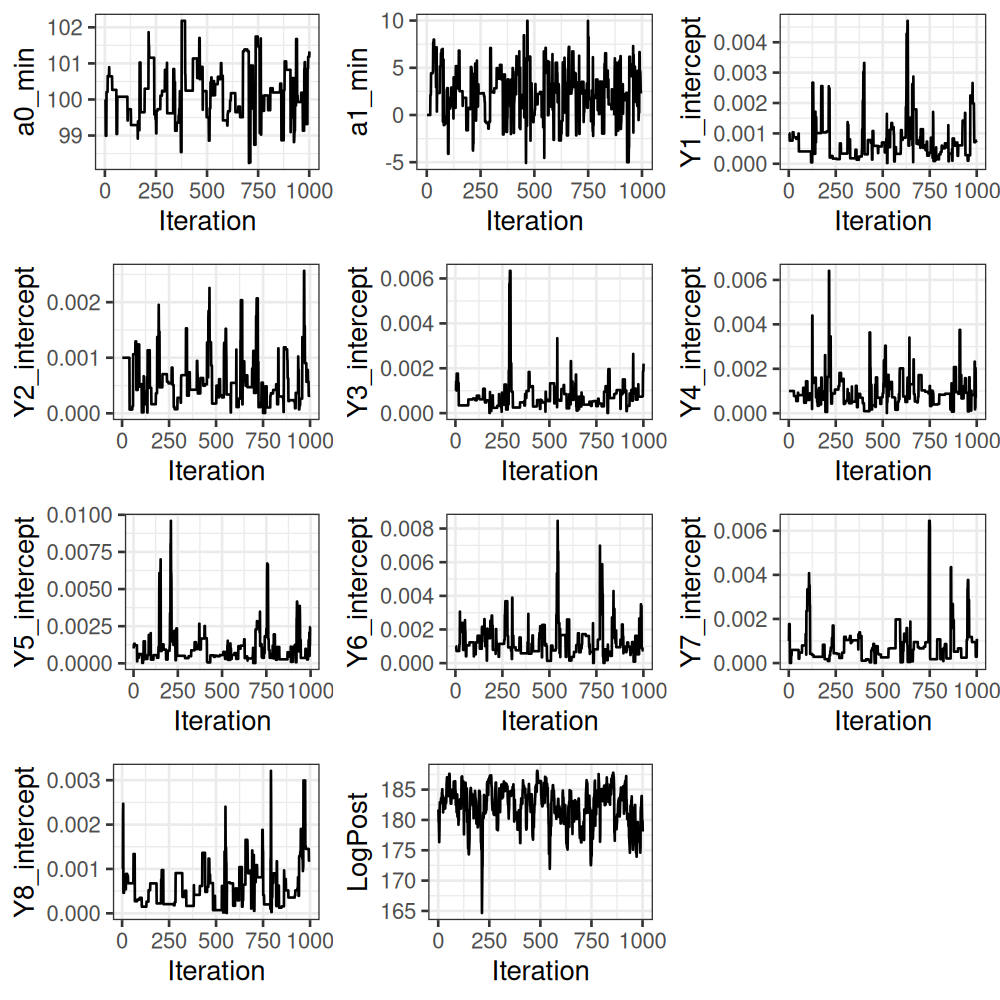 a0_min
102
101
100
99
0 250 500 750 1000
Iteration
a1_min
10
5
0
-5
0 250 500 750 1000
Iteration
Y1_intercept
0.004
0.003
0.002
0.001
0.000
0 250 500 750 1000
Iteration
Y2_intercept
0.002
0.001
0.000
0 250 500 750 1000
Iteration
Y3_intercept
0.006
0.004
0.002
0.000
0 250 500 750 1000
Iteration
Y4_intercept
0.006
0.004
0.002
0.000
0 250 500 750 1000
Iteration
Y5_intercept
0.0100
0.0075
0.0050
0.0025
0.0000
0 250 500 750 1000
Iteration
Y6_intercept
0.008
0.006
0.004
0.002
0.000
0 250 500 750 1000
Iteration
Y7_intercept
0.006
0.004
0.002
0.000
0 250 500 750 1000
Iteration
Y8_intercept
0.003
0.002
0.001
0.000
0 250 500 750 1000
Iteration
LogPost
185
180
175
170
165
0 250 500 750 1000
Iteration